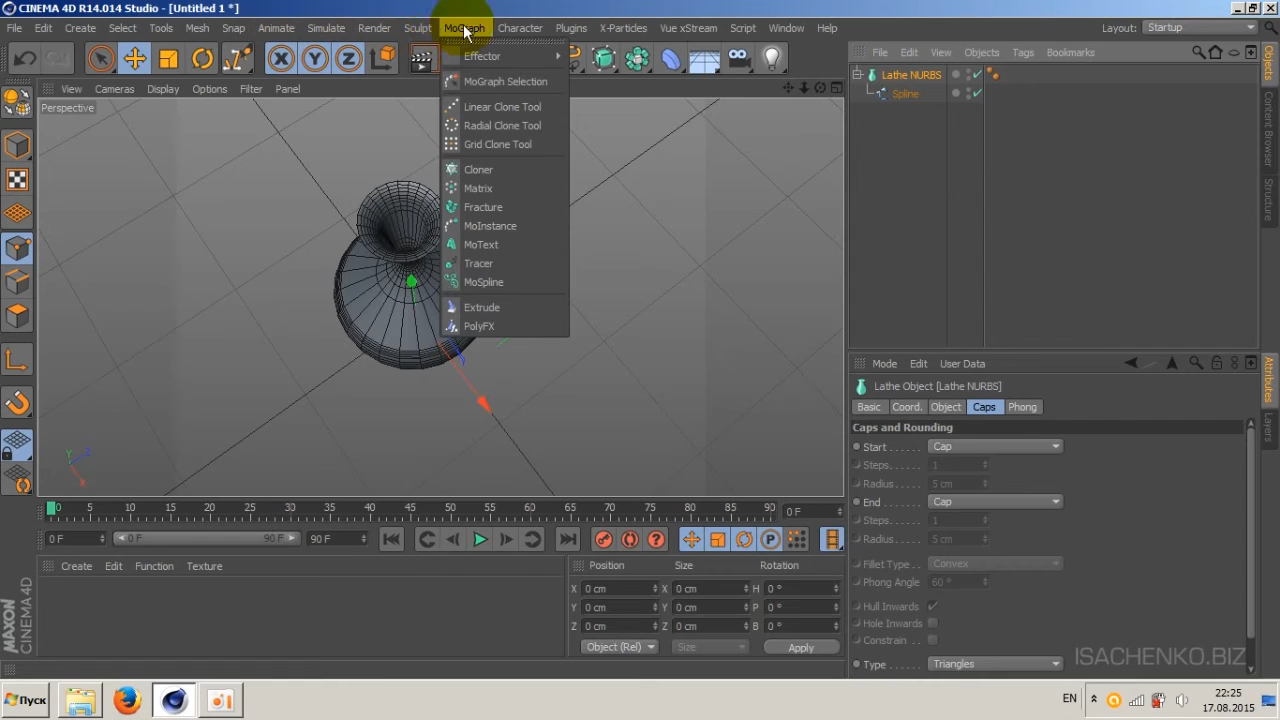 CINEMA 4D R14.014 Studio - [Untitled 1 *]
File Edit Create Select Tools Mesh Snap Animate Simulate Render Sculpt MoGraph Character Plugins X-Particles Vue xStream Script Window Help Layout: Startup
X Y Z
File Edit View Objects Tags Bookmarks
View Cameras Display Options Filter Panel
Perspective
Effector
MoGraph Selection
Linear Clone Tool
Radial Clone Tool
Grid Clone Tool
Cloner
Matrix
Fracture
MoInstance
MoText
Tracer
MoSpline
Extrude
PolyFX
Lathe NURBS
Spline
Objects
Content Browser
Structure
Attributes
Layers
Mode Edit User Data
Lathe Object [Lathe NURBS]
Basic Coord. Object Caps Phong
Caps and Rounding
Start . . . . . . Cap
Steps. . . . . . 1
Radius . . . . . 5 cm
End . . . . . . . Cap
Steps. . . . . . 1
Radius . . . . . 5 cm
Fillet Type . . Convex
Phong Angle 60 °
Hull Inwards
Hole Inwards
Constrain . .
Type . . . . . . Triangles
Y Z
0 5 10 15 20 25 30 35 40 45 50 55 60 65 70 75 80 85 90 0 F
0 F 0 F 90 F 90 F
P
Create Edit Function Texture
Position Size Rotation
X 0 cm X 0 cm H 0 °
Y 0 cm Y 0 cm P 0 °
Z 0 cm Z 0 cm B 0 °
Object (Rel) Size Apply
MAXON
CINEMA 4D
ISACHENKO.BIZ
Пуск
EN
22:25
17.08.2015